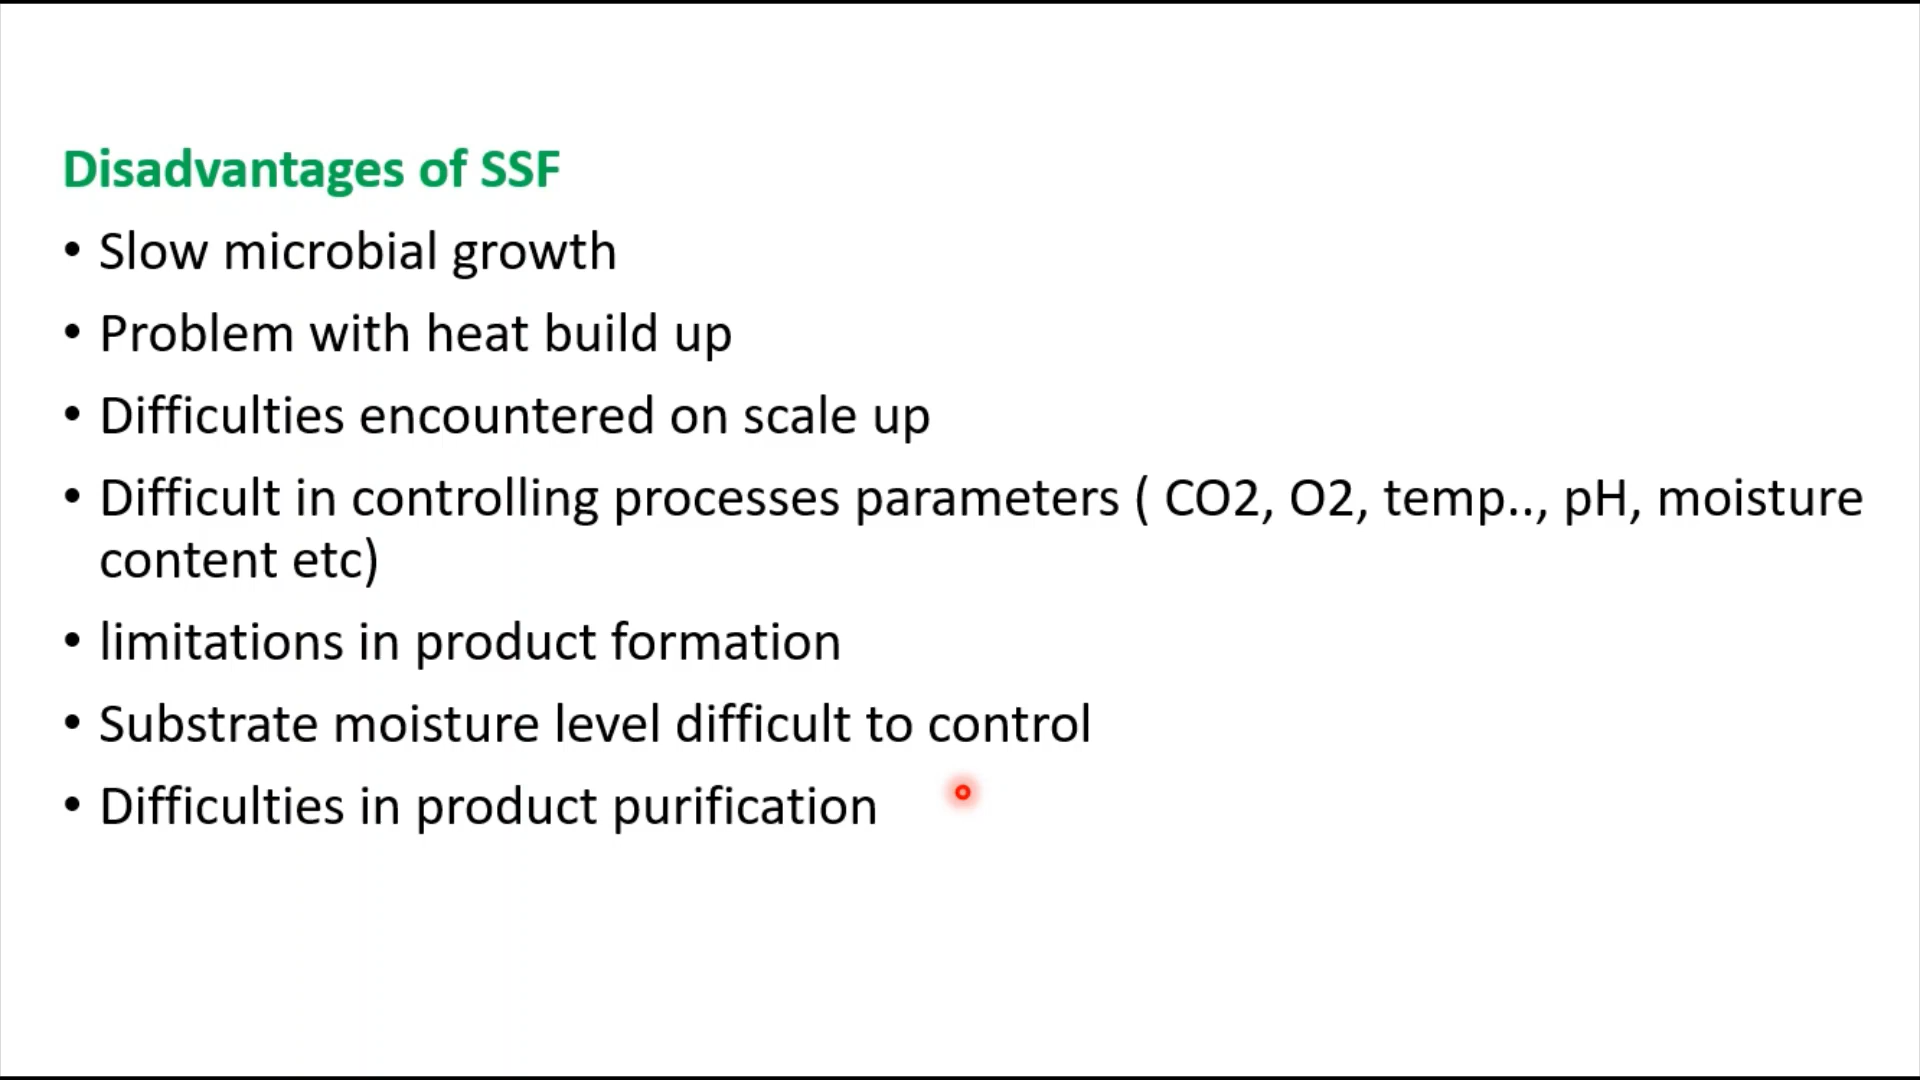 Disadvantages of SSF
• Slow microbial growth
• Problem with heat build up
• Difficulties encountered on scale up
• Difficult in controlling processes parameters ( CO2, O2, temp.., pH, moisture
content etc)
• limitations in product formation
• Substrate moisture level difficult to control
• Difficulties in product purification